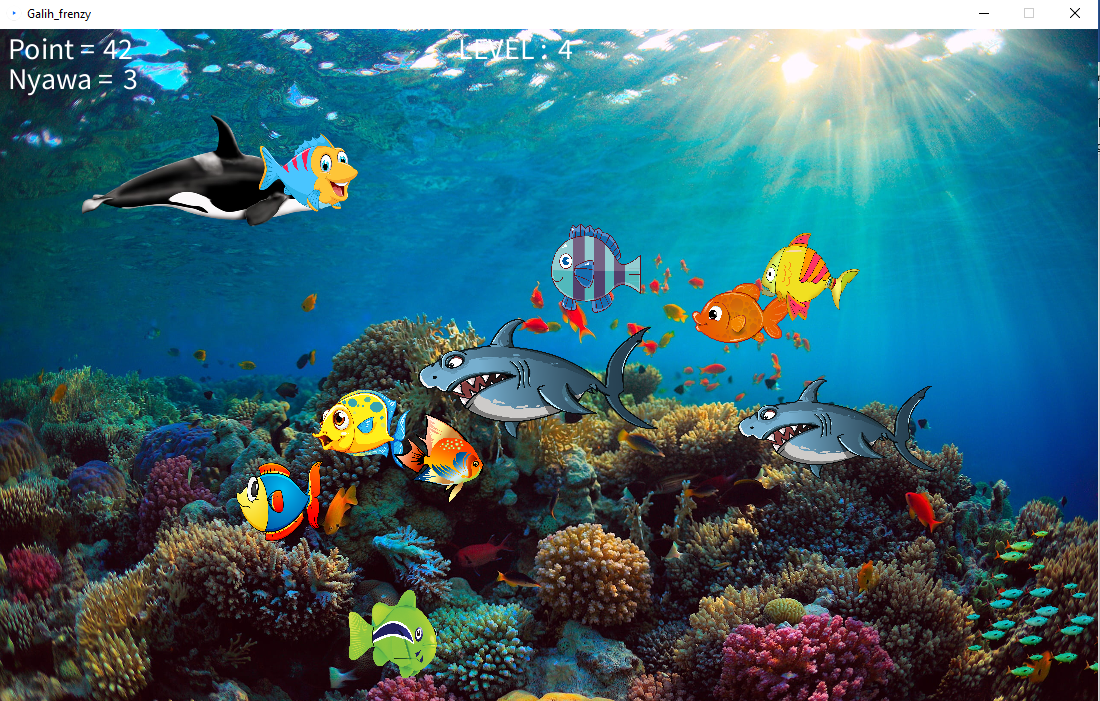 Galih_frenzy
Point = 42
LEVEL : 4
Nyawa = 3